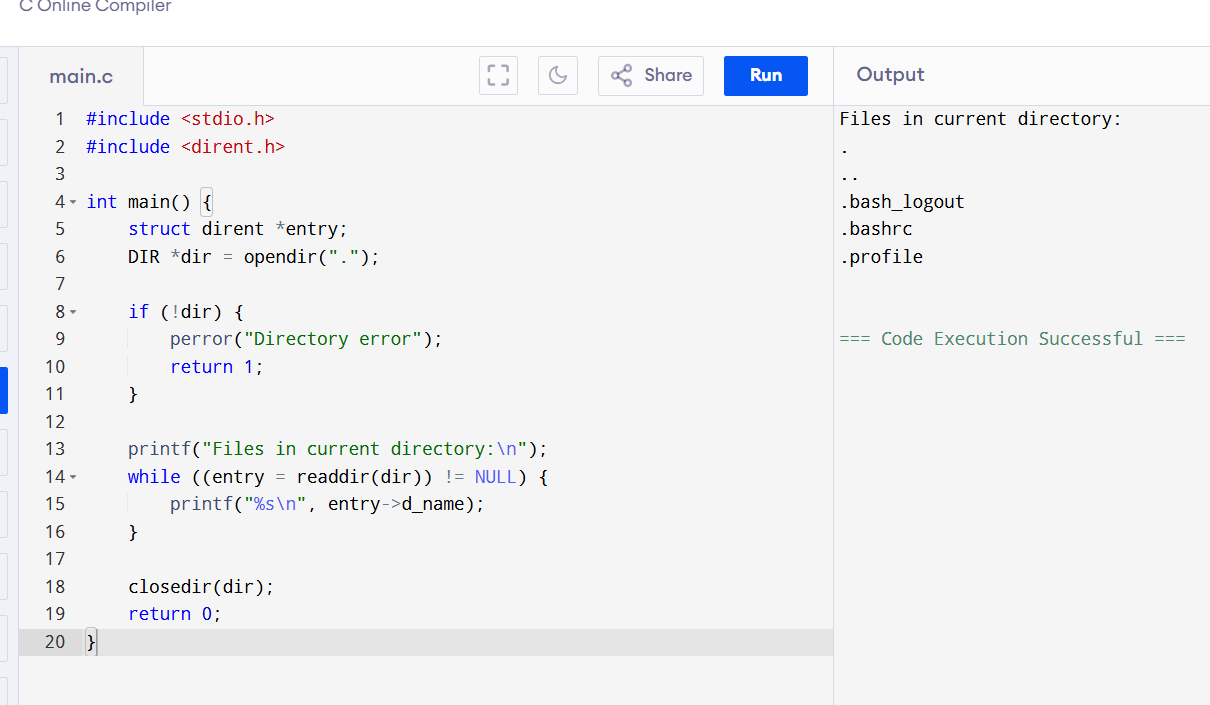 C Online Compiler
main.c
Share
Run
Output
1 #include <stdio.h>
2 #include <dirent.h>
3
4 int main() {
5     struct dirent *entry;
6     DIR *dir = opendir(".");
7
8     if (!dir) {
9         perror("Directory error");
10         return 1;
11     }
12
13     printf("Files in current directory:\n");
14     while ((entry = readdir(dir)) != NULL) {
15         printf("%s\n", entry->d_name);
16     }
17
18     closedir(dir);
19     return 0;
20 }
Files in current directory:
.
..
.bash_logout
.bashrc
.profile
=== Code Execution Successful ===